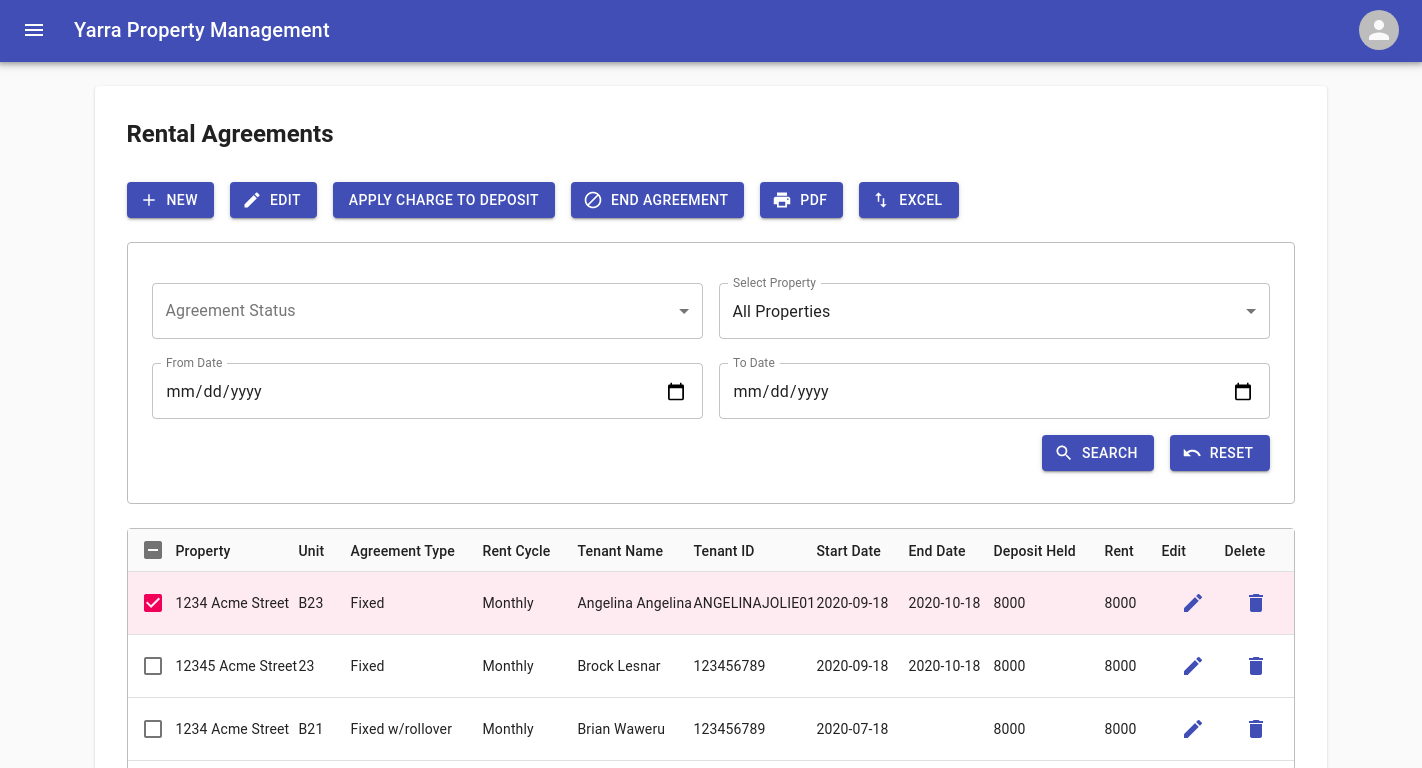 Yarra Property Management
Rental Agreements
NEW EDIT APPLY CHARGE TO DEPOSIT END AGREEMENT PDF EXCEL
Agreement Status
Select Property
All Properties
From Date
mm/dd/yyyy
To Date
mm/dd/yyyy
SEARCH RESET
Property Unit Agreement Type Rent Cycle Tenant Name Tenant ID Start Date End Date Deposit Held Rent Edit Delete
1234 Acme Street B23 Fixed Monthly Angelina Angelina ANGELINAJOLIE01 2020-09-18 2020-10-18 8000 8000
12345 Acme Street 23 Fixed Monthly Brock Lesnar 123456789 2020-09-18 2020-10-18 8000 8000
1234 Acme Street B21 Fixed w/rollover Monthly Brian Waweru 123456789 2020-07-18 8000 8000